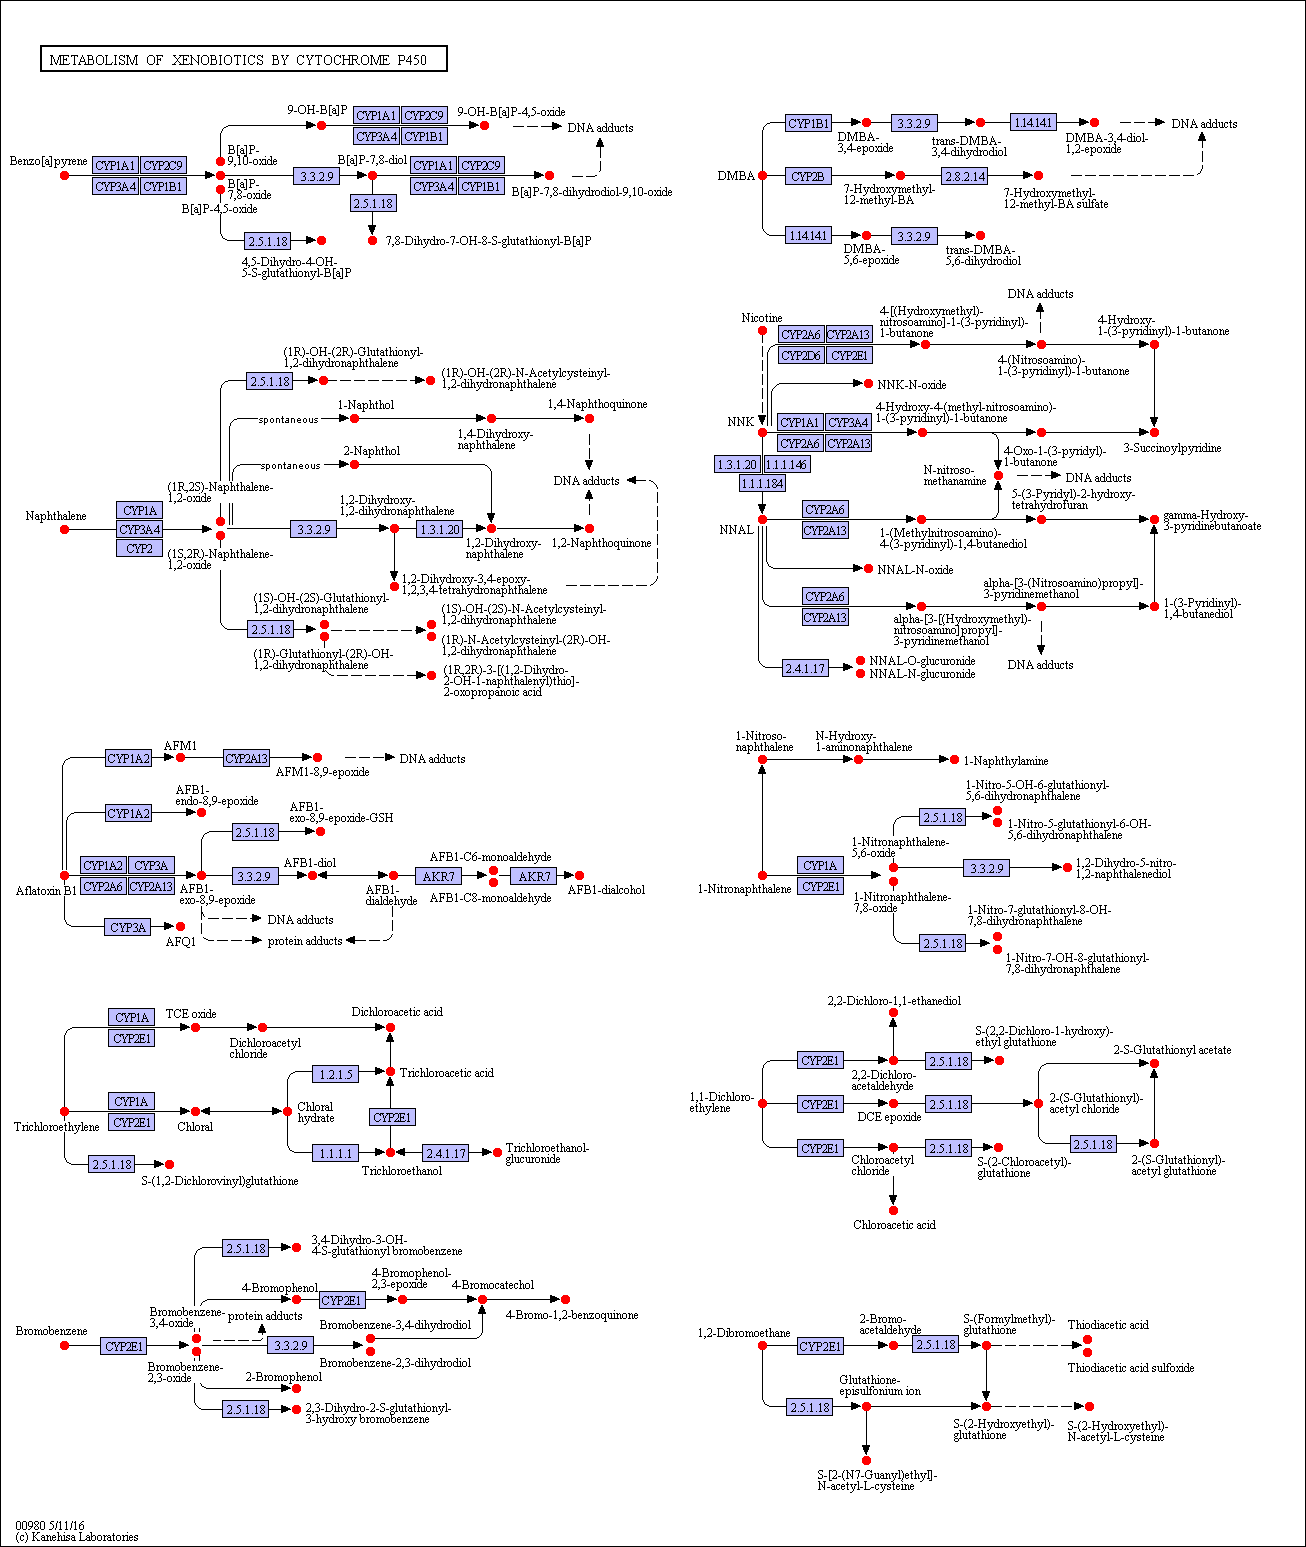 METABOLISM OF XENOBIOTICS BY CYTOCHROME P450
9-OH-B[a]P
CYP1A1
CYP2C9
CYP3A4
CYP1B1
9-OH-B[a]P-4,5-oxide
DNA adducts
Benzo[a]pyrene
CYP1A1
CYP2C9
CYP3A4
CYP1B1
B[a]P-
9,10-oxide
B[a]P-
7,8-oxide
B[a]P-4,5-oxide
3.3.2.9
B[a]P-7,8-diol
CYP1A1
CYP2C9
CYP3A4
CYP1B1
B[a]P-7,8-dihydrodiol-9,10-oxide
2.5.1.18
2.5.1.18
7,8-Dihydro-7-OH-8-S-glutathionyl-B[a]P
4,5-Dihydro-4-OH-
5-S-glutathionyl-B[a]P
DMBA
CYP1B1
DMBA-
3,4-epoxide
3.3.2.9
trans-DMBA-
3,4-dihydrodiol
1.14.14.1
DMBA-3,4-diol-
1,2-epoxide
DNA adducts
CYP2B
7-Hydroxymethyl-
12-methyl-BA
2.8.2.14
7-Hydroxymethyl-
12-methyl-BA sulfate
1.14.14.1
DMBA-
5,6-epoxide
3.3.2.9
trans-DMBA-
5,6-dihydrodiol
(1R)-OH-(2R)-Glutathionyl-
1,2-dihydronaphthalene
2.5.1.18
(1R)-OH-(2R)-N-Acetylcysteinyl-
1,2-dihydronaphthalene
spontaneous
1-Naphthol
1,4-Dihydroxy-
naphthalene
1,4-Naphthoquinone
spontaneous
2-Naphthol
DNA adducts
(1R,2S)-Naphthalene-
1,2-oxide
Naphthalene
CYP1A
CYP3A4
CYP2
(1S,2R)-Naphthalene-
1,2-oxide
3.3.2.9
1,2-Dihydroxy-
1,2-dihydronaphthalene
1.3.1.20
1,2-Dihydroxy-
naphthalene
1,2-Naphthoquinone
1,2-Dihydroxy-3,4-epoxy-
1,2,3,4-tetrahydronaphthalene
(1S)-OH-(2S)-Glutathionyl-
1,2-dihydronaphthalene
2.5.1.18
(1R)-Glutathionyl-(2R)-OH-
1,2-dihydronaphthalene
(1S)-OH-(2S)-N-Acetylcysteinyl-
1,2-dihydronaphthalene
(1R)-N-Acetylcysteinyl-(2R)-OH-
1,2-dihydronaphthalene
(1R,2R)-3-[(1,2-Dihydro-
2-OH-1-naphthalenyl)thio]-
2-oxopropanoic acid
Nicotine
CYP2A6
CYP2A13
CYP2D6
CYP2E1
4-[(Hydroxymethyl)-
nitrosoamino]-1-(3-pyridinyl)-
1-butanone
DNA adducts
4-(Nitrosoamino)-
1-(3-pyridinyl)-1-butanone
4-Hydroxy-
1-(3-pyridinyl)-1-butanone
NNK-N-oxide
NNK
CYP1A1
CYP3A4
CYP2A6
CYP2A13
4-Hydroxy-4-(methyl-nitrosoamino)-
1-(3-pyridinyl)-1-butanone
3-Succinoylpyridine
4-Oxo-1-(3-pyridyl)-
1-butanone
1.3.1.20
1.1.1.146
1.1.1.184
N-nitroso-
methanamine
DNA adducts
NNAL
CYP2A6
CYP2A13
1-(Methylnitrosoamino)-
4-(3-pyridinyl)-1,4-butanediol
5-(3-Pyridyl)-2-hydroxy-
tetrahydrofuran
gamma-Hydroxy-
3-pyridinebutanoate
NNAL-N-oxide
CYP2A6
CYP2A13
alpha-[3-[(Hydroxymethyl)-
nitrosoamino]propyl]-
3-pyridinemethanol
alpha-[3-(Nitrosoamino)propyl]-
3-pyridinemethanol
1-(3-Pyridinyl)-
1,4-butanediol
DNA adducts
2.4.1.17
NNAL-O-glucuronide
NNAL-N-glucuronide
CYP1A2
AFM1
CYP2A13
AFM1-8,9-epoxide
DNA adducts
CYP1A2
AFB1-
endo-8,9-epoxide
2.5.1.18
AFB1-
exo-8,9-epoxide-GSH
Aflatoxin B1
CYP1A2
CYP3A
CYP2A6
CYP2A13
AFB1-
exo-8,9-epoxide
3.3.2.9
AFB1-diol
AFB1-
dialdehyde
AKR7
AFB1-C6-monoaldehyde
AFB1-C8-monoaldehyde
AKR7
AFB1-dialcohol
CYP3A
AFQ1
DNA adducts
protein adducts
1-Nitroso-
naphthalene
N-Hydroxy-
1-aminonaphthalene
1-Naphthylamine
1-Nitronaphthalene
CYP1A
CYP2E1
1-Nitronaphthalene-
5,6-oxide
2.5.1.18
1-Nitro-5-OH-6-glutathionyl-
5,6-dihydronaphthalene
1-Nitro-5-glutathionyl-6-OH-
5,6-dihydronaphthalene
3.3.2.9
1,2-Dihydro-5-nitro-
1,2-naphthalenediol
1-Nitronaphthalene-
7,8-oxide
2.5.1.18
1-Nitro-7-glutathionyl-8-OH-
7,8-dihydronaphthalene
1-Nitro-7-OH-8-glutathionyl-
7,8-dihydronaphthalene
CYP1A
CYP2E1
TCE oxide
Dichloroacetyl
chloride
Dichloroacetic acid
1.2.1.5
Trichloroacetic acid
Trichloroethylene
CYP1A
CYP2E1
Chloral
Chloral
hydrate
CYP2E1
1.1.1.1
Trichloroethanol
2.4.1.17
Trichloroethanol-
glucuronide
2.5.1.18
S-(1,2-Dichlorovinyl)glutathione
2,2-Dichloro-1,1-ethanediol
CYP2E1
2,2-Dichloro-
acetaldehyde
2.5.1.18
S-(2,2-Dichloro-1-hydroxy)-
ethyl glutathione
1,1-Dichloro-
ethylene
CYP2E1
DCE epoxide
2.5.1.18
2-(S-Glutathionyl)-
acetyl chloride
2-S-Glutathionyl acetate
2.5.1.18
2-(S-Glutathionyl)-
acetyl glutathione
CYP2E1
Chloroacetyl
chloride
2.5.1.18
S-(2-Chloroacetyl)-
glutathione
Chloroacetic acid
2.5.1.18
3,4-Dihydro-3-OH-
4-S-glutathionyl bromobenzene
4-Bromophenol
CYP2E1
4-Bromophenol-
2,3-epoxide
4-Bromocatechol
4-Bromo-1,2-benzoquinone
Bromobenzene
CYP2E1
Bromobenzene-
3,4-oxide
protein adducts
Bromobenzene-
2,3-oxide
3.3.2.9
Bromobenzene-3,4-dihydrodiol
Bromobenzene-2,3-dihydrodiol
2-Bromophenol
2.5.1.18
2,3-Dihydro-2-S-glutathionyl-
3-hydroxy bromobenzene
1,2-Dibromoethane
CYP2E1
2-Bromo-
acetaldehyde
2.5.1.18
S-(Formylmethyl)-
glutathione
Thiodiacetic acid
Thiodiacetic acid sulfoxide
2.5.1.18
Glutathione-
episulfonium ion
S-(2-Hydroxyethyl)-
glutathione
S-(2-Hydroxyethyl)-
N-acetyl-L-cysteine
S-[2-(N7-Guanyl)ethyl]-
N-acetyl-L-cysteine
00980 5/11/16
(c) Kanehisa Laboratories